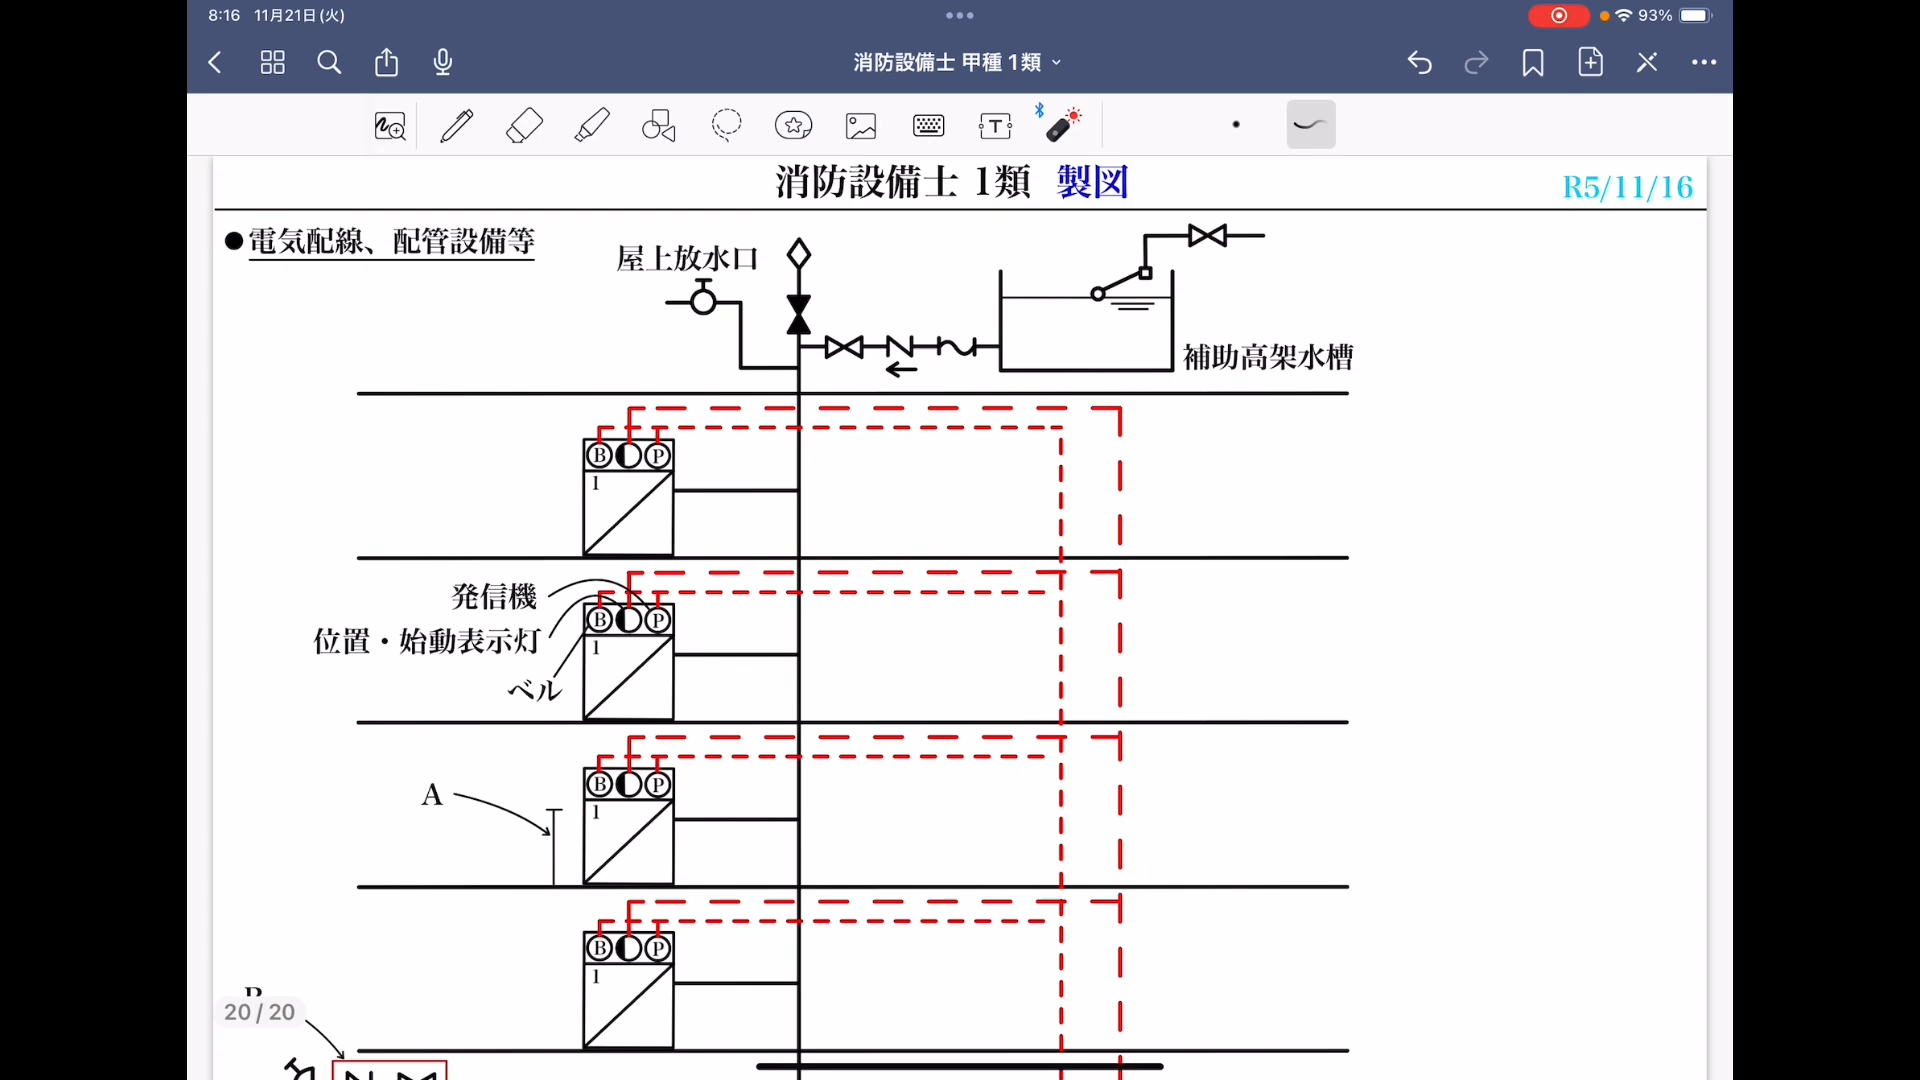 8:16 11月21日(火)
93%
消防設備士 甲種 1類
消防設備士 1類 製図
R5/11/16
●電気配線、配管設備等
屋上放水口
補助高架水槽
B P
1
発信機
位置・始動表示灯
ベル
B P
1
A
B P
1
B P
1
20/20